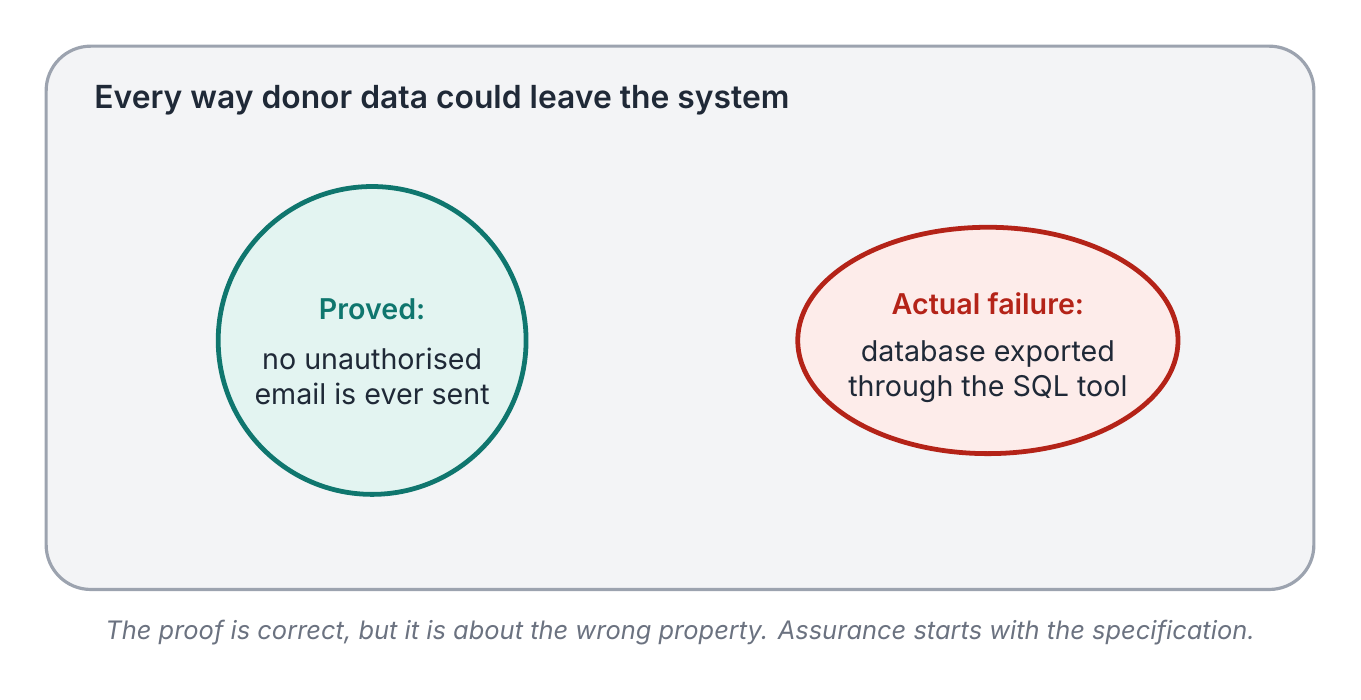 Every way donor data could leave the system
Proved:
no unauthorised
email is ever sent
Actual failure:
database exported
through the SQL tool
The proof is correct, but it is about the wrong property. Assurance starts with the specification.